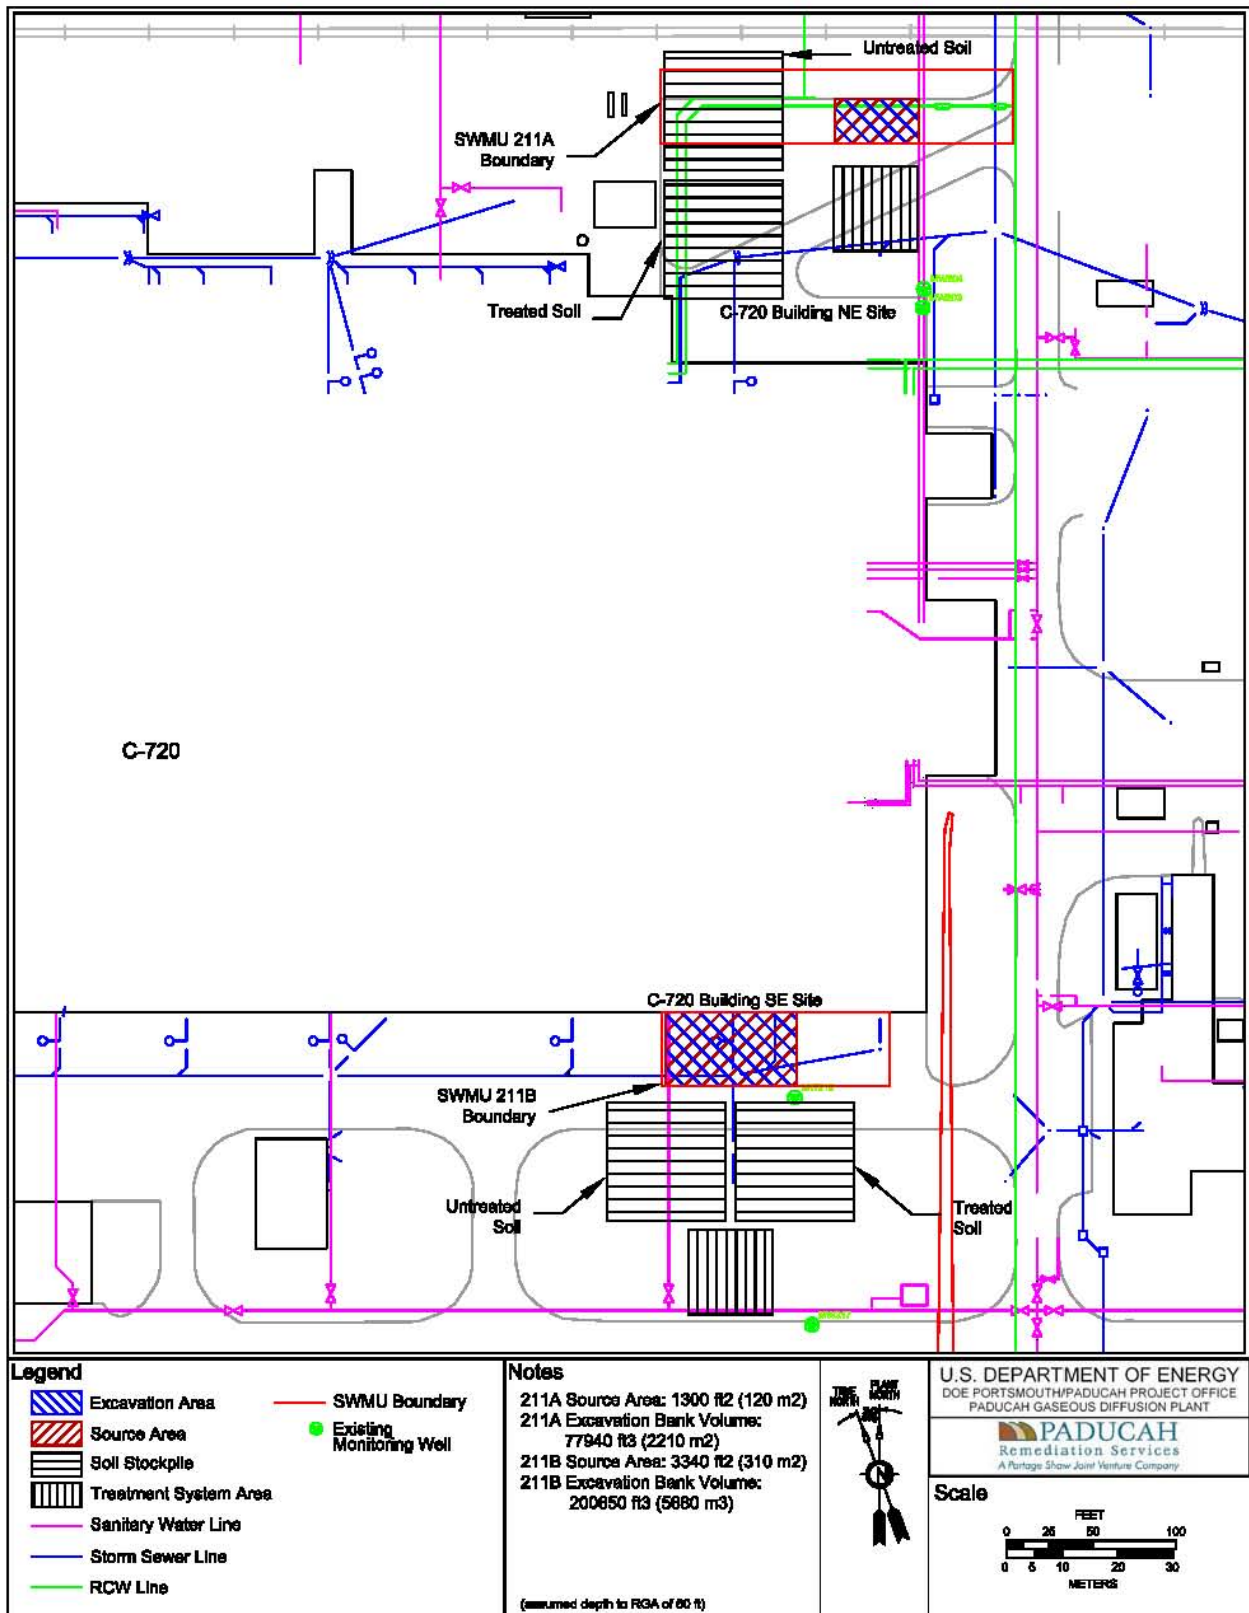 Untreated Soil
SWMU 211A
Boundary
Treated Soil
C-720 Building NE Site
C-720
C-720 Building SE Site
SWMU 211B
Boundary
Untreated
Soil
Treated
Soil
Legend
Excavation Area
Source Area
Soil Stockpile
Treatment System Area
Sanitary Water Line
Storm Sewer Line
RCW Line
SWMU Boundary
Existing
Monitoring Well
Notes
211A Source Area: 1300 ft2 (120 m2)
211A Excavation Bank Volume:
77940 ft3 (2210 m2)
211B Source Area: 3340 ft2 (310 m2)
211B Excavation Bank Volume:
200650 ft3 (5680 m3)
(assumed depth to RGA of 60 ft)
TRUE
NORTH
PLANT
NORTH
N
U.S. DEPARTMENT OF ENERGY
DOE PORTSMOUTH/PADUCAH PROJECT OFFICE
PADUCAH GASEOUS DIFFUSION PLANT
PADUCAH
Remediation Services
A Portage Shaw Joint Venture Company
Scale
FEET
0 25 50 100
0 5 10 20 30
METERS